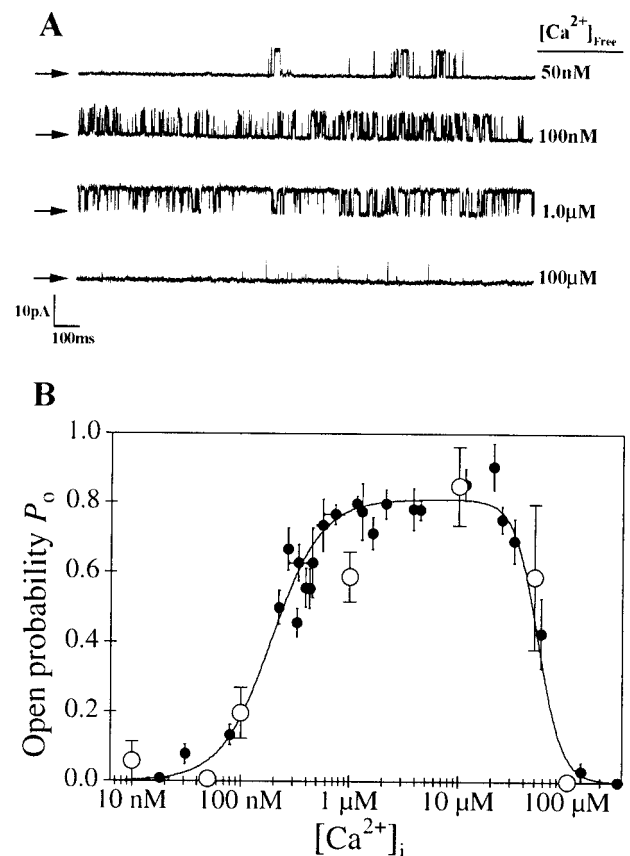 A
[Ca²⁺]Free
50nM
100nM
1.0µM
100µM
10pA
100ms
B
Open probability Po
1.0
0.8
0.6
0.4
0.2
0.0
10 nM 100 nM 1 µM 10 µM 100 µM
[Ca²⁺]i